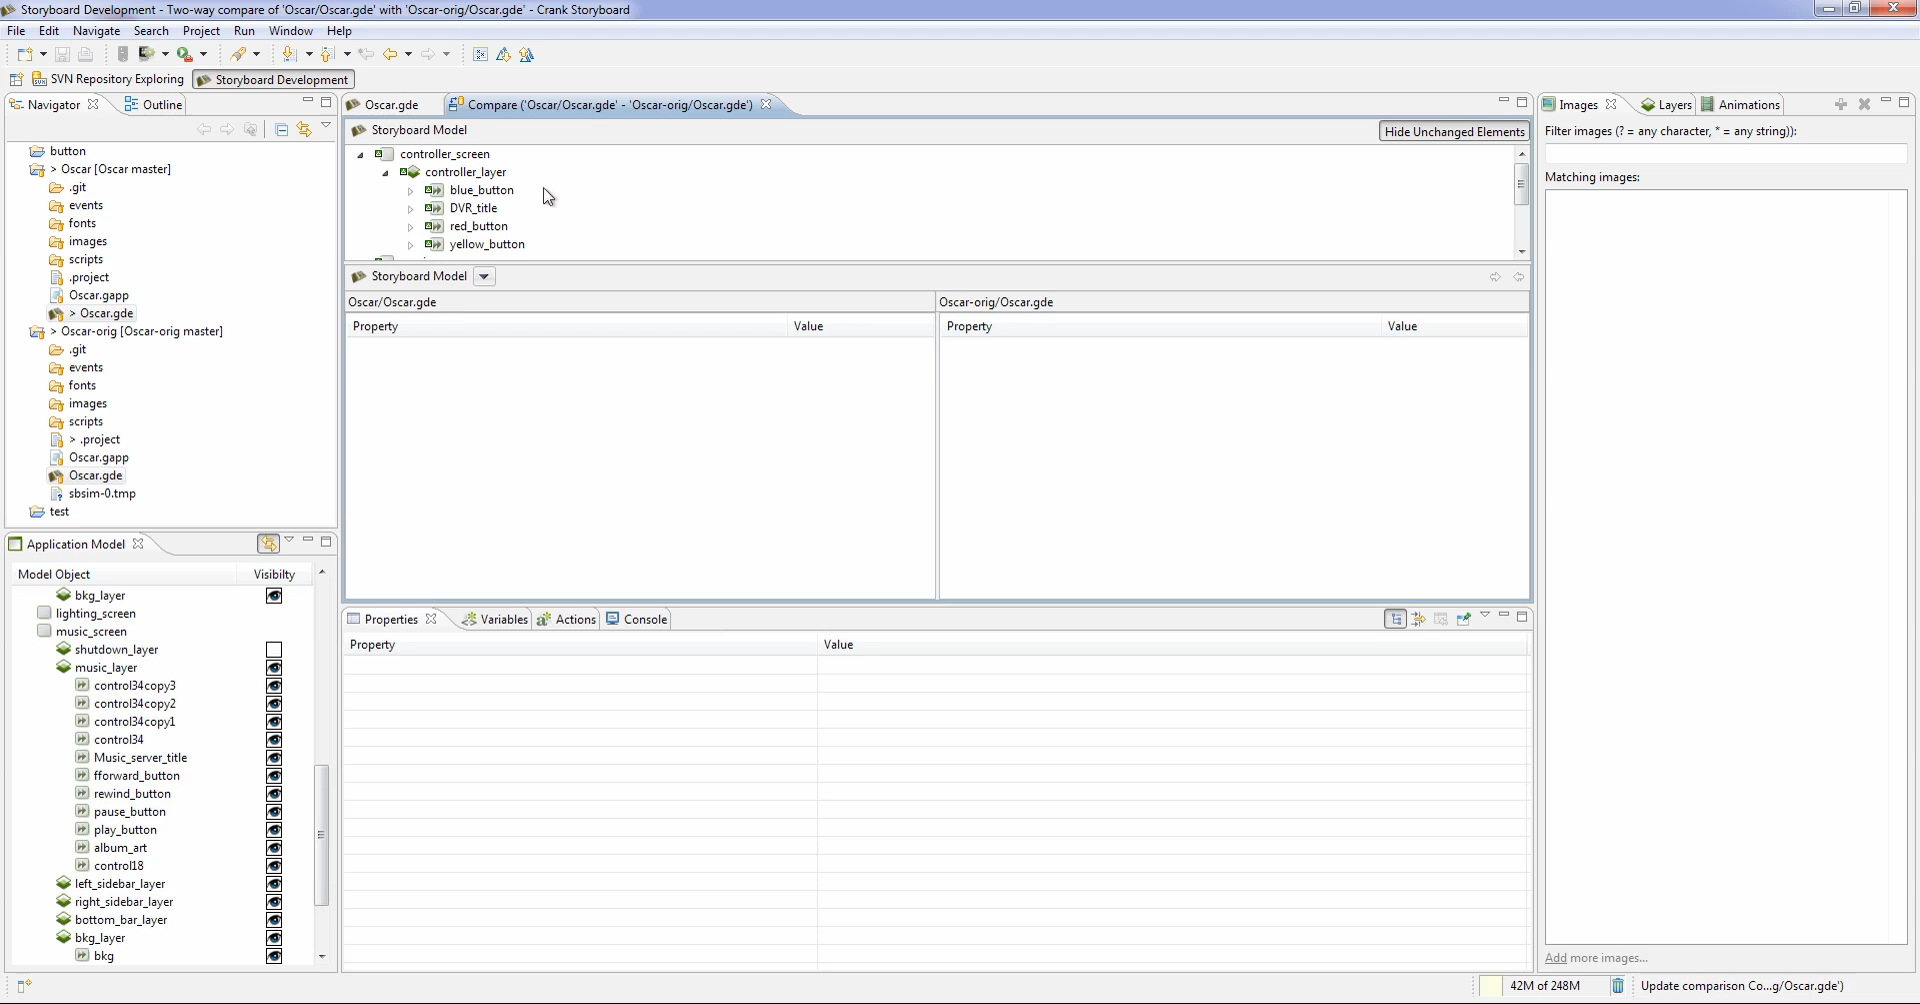 Storyboard Development - Two-way compare of 'Oscar/Oscar.gde' with 'Oscar-orig/Oscar.gde' - Crank Storyboard
File Edit Navigate Search Project Run Window Help
SVN Repository Exploring Storyboard Development
Navigator Outline
button
> Oscar [Oscar master]
.git
events
fonts
images
scripts
.project
Oscar.gapp
> Oscar.gde
> Oscar-orig [Oscar-orig master]
.git
events
fonts
images
scripts
> .project
Oscar.gapp
Oscar.gde
sbsim-0.tmp
test
Application Model
Model Object Visibilty
bkg_layer
lighting_screen
music_screen
shutdown_layer
music_layer
control34copy3
control34copy2
control34copy1
control34
Music_server_title
fforward_button
rewind_button
pause_button
play_button
album_art
control18
left_sidebar_layer
right_sidebar_layer
bottom_bar_layer
bkg_layer
bkg
Oscar.gde Compare ('Oscar/Oscar.gde' - 'Oscar-orig/Oscar.gde')
Storyboard Model Hide Unchanged Elements
controller_screen
controller_layer
blue_button
DVR_title
red_button
yellow_button
Storyboard Model
Oscar/Oscar.gde Oscar-orig/Oscar.gde
Property Value Property Value
Properties Variables Actions Console
Property Value
Images Layers Animations
Filter images (? = any character, * = any string)):
Matching images:
Add more images...
42M of 248M Update comparison Co...g/Oscar.gde')